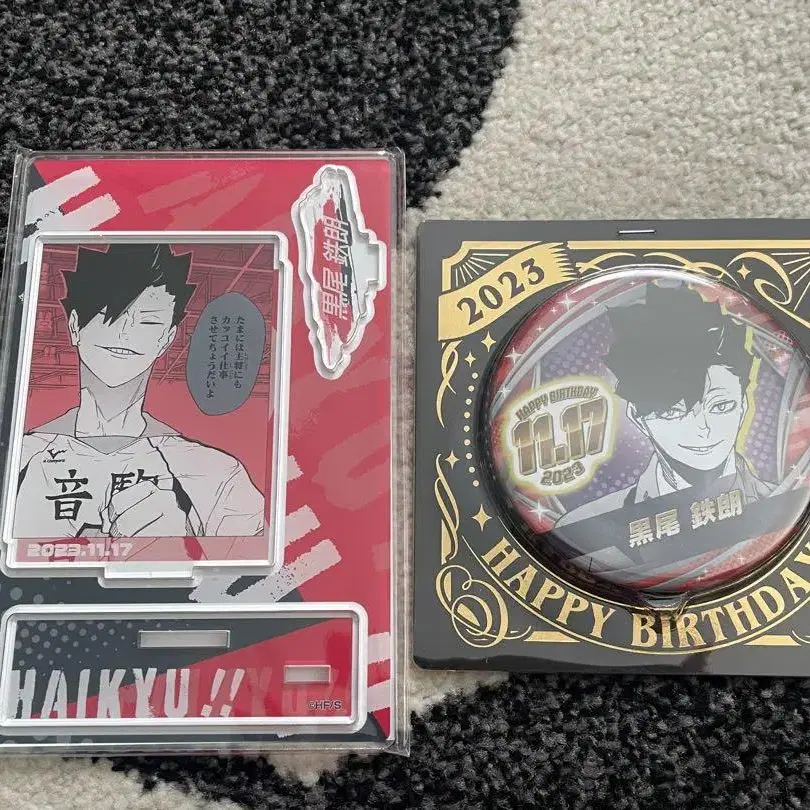 黒尾 鉄朗
たまには主将にも
カッコイイ仕事
させてちょうだいよ
音駒
2023.11.17
HAIKYU!!
©HF/S
2023
HAPPY BIRTHDAY!
11.17
2023
黒尾 鉄朗
HAPPY BIRTHDAY